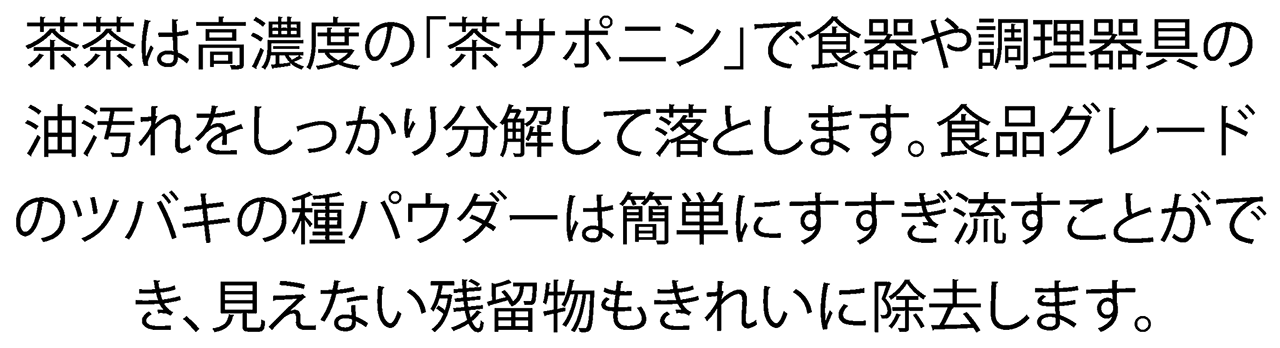 茶茶は高濃度の「茶サポニン」で食器や調理器具の
油汚れをしっかり分解して落とします。食品グレード
のツバキの種パウダーは簡単にすすぎ流すことがで
き、見えない残留物もきれいに除去します。